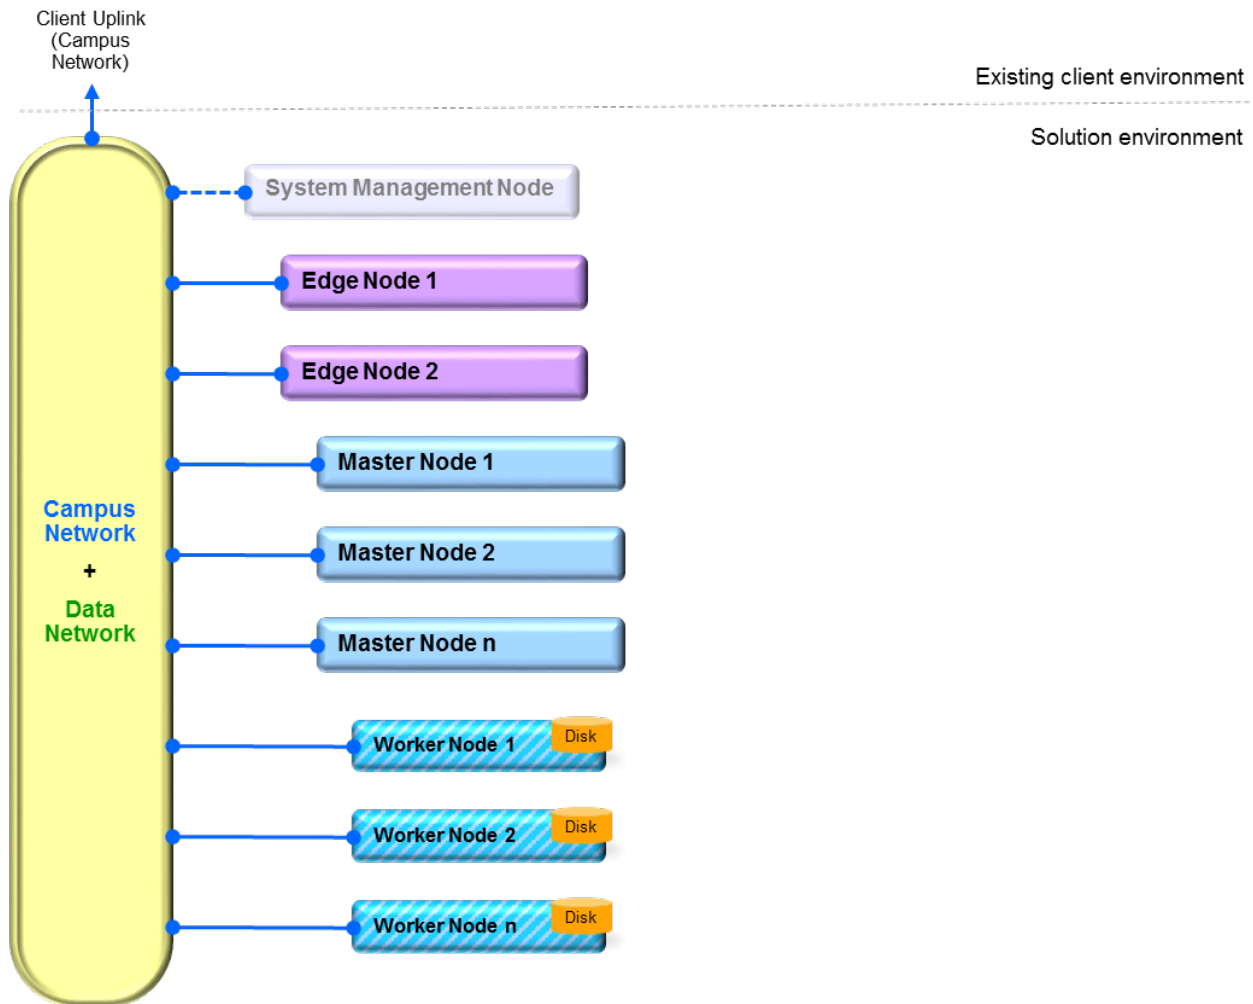 Client Uplink
(Campus
Network)
Existing client environment
Solution environment
System Management Node
Edge Node 1
Edge Node 2
Master Node 1
Campus
Network
+
Data
Network
Master Node 2
Master Node n
Worker Node 1
Disk
Worker Node 2
Disk
Worker Node n
Disk